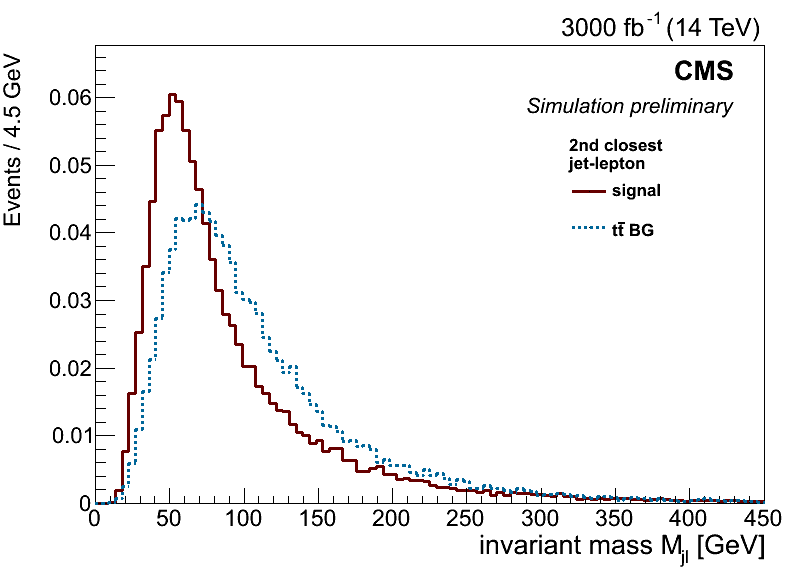 3000 fb⁻¹ (14 TeV)
CMS
Simulation preliminary
2nd closest
jet-lepton
signal
tt̄ BG
Events / 4.5 GeV
0.06
0.05
0.04
0.03
0.02
0.01
0
0 50 100 150 200 250 300 350 400 450
invariant mass Mjl [GeV]